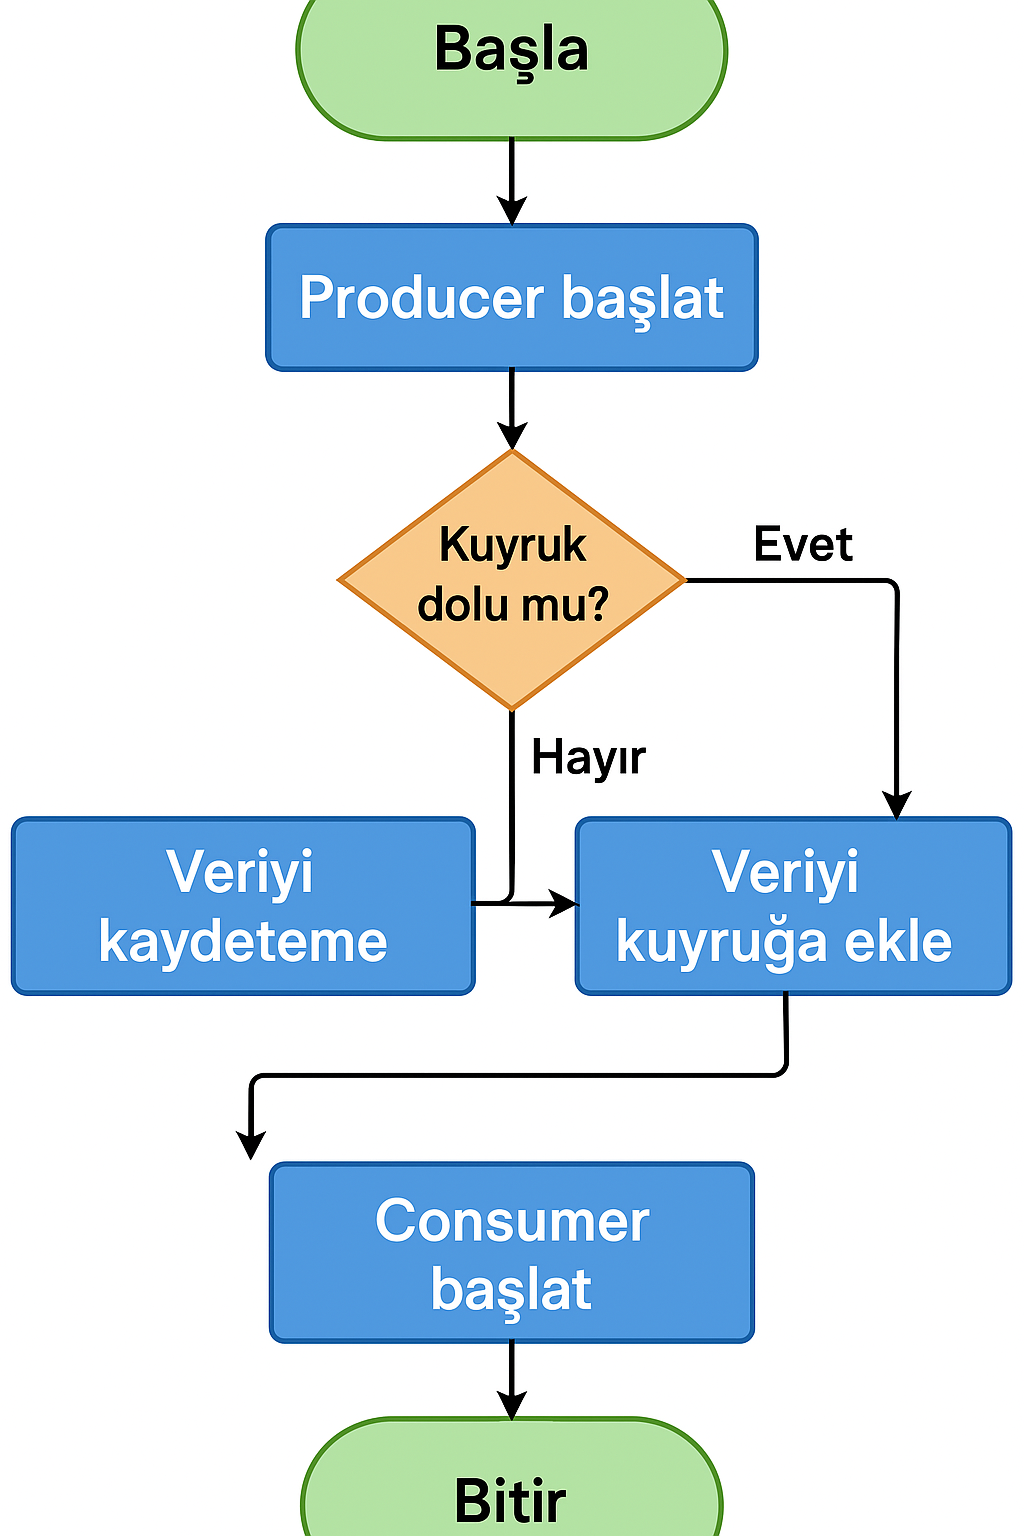 Başla
Producer başlat
Kuyruk
dolu mu?
Evet
Hayır
Veriyi
kaydeteme
Veriyi
kuyruğa ekle
Consumer
başlat
Bitir